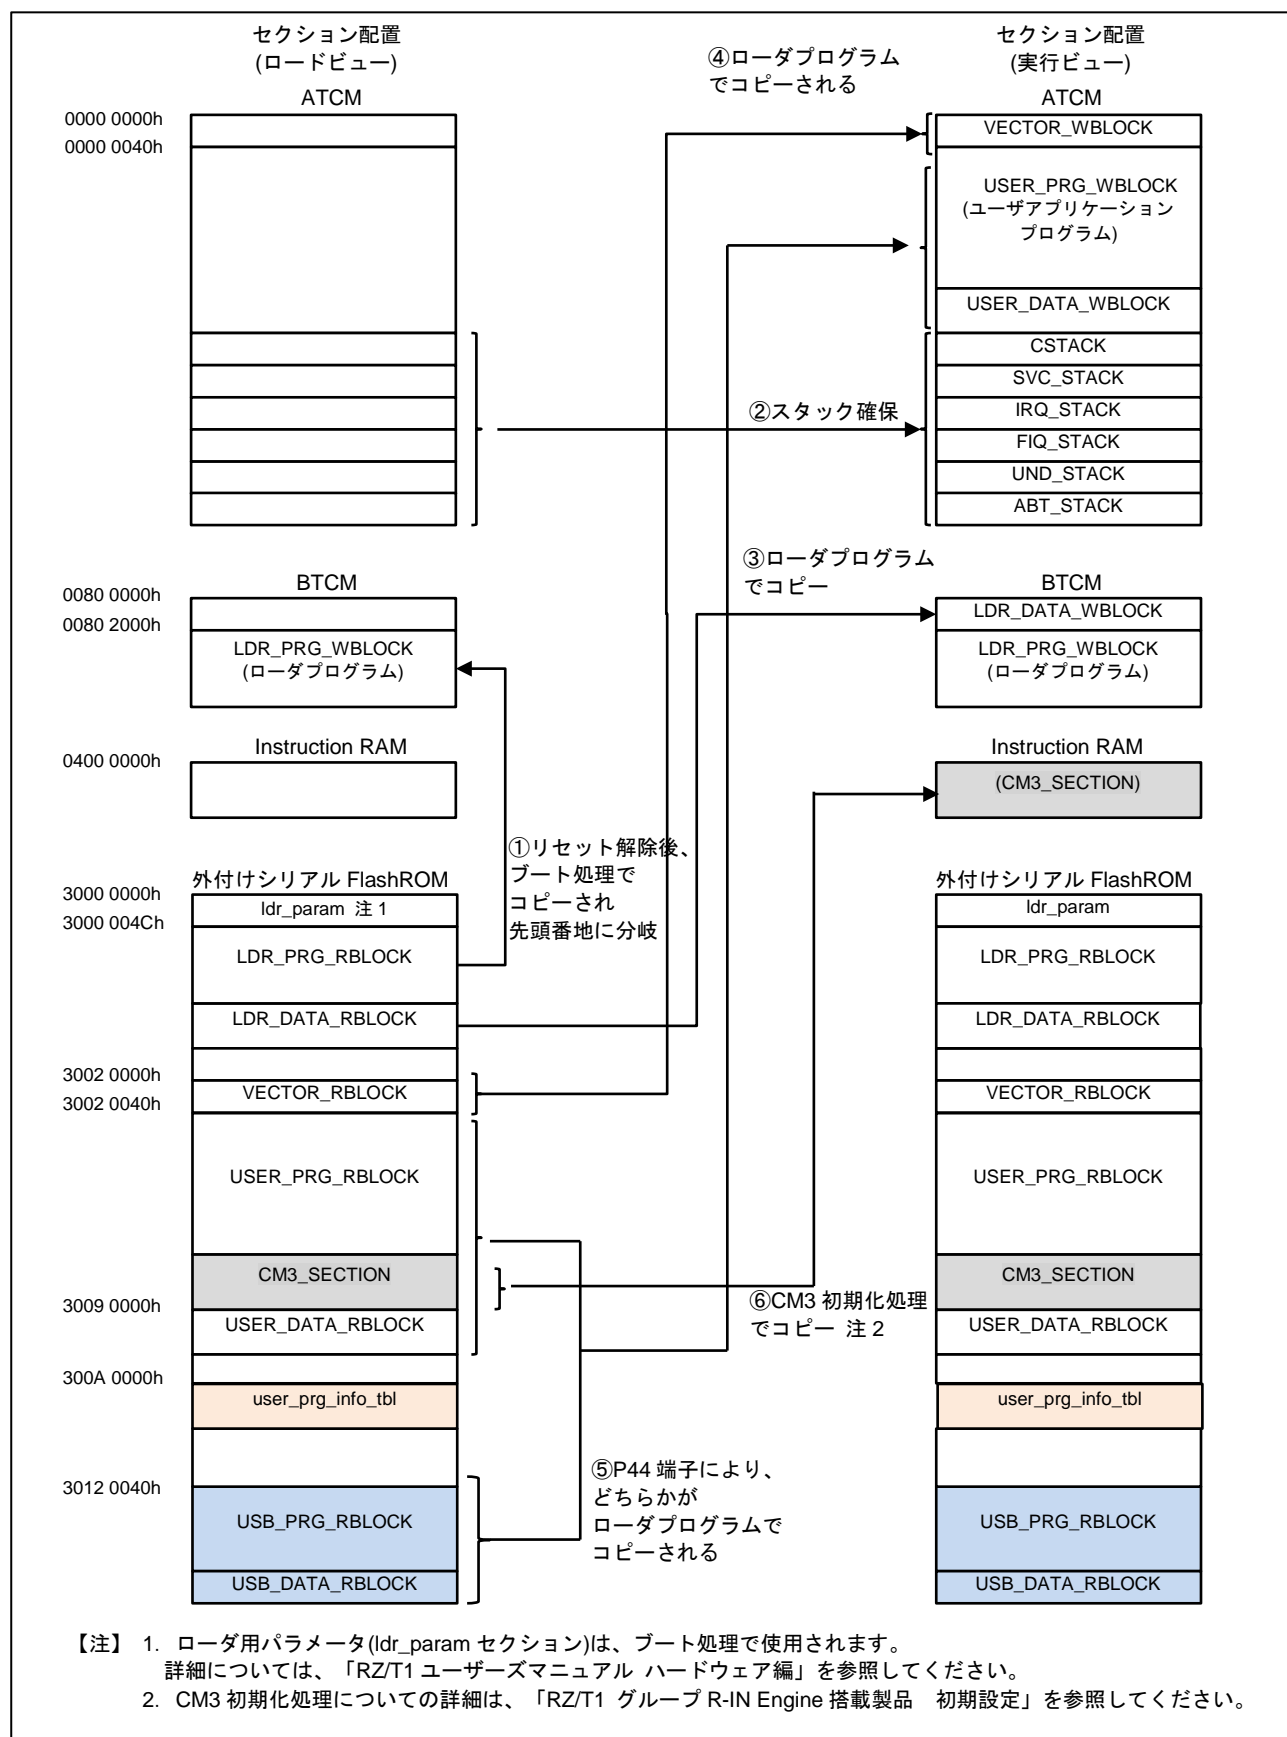 セクション配置
(ロードビュー)
ATCM
0000 0000h
0000 0040h
④ローダプログラム
でコピーされる
セクション配置
(実行ビュー)
ATCM
VECTOR_WBLOCK
USER_PRG_WBLOCK
(ユーザアプリケーション
プログラム)
USER_DATA_WBLOCK
CSTACK
SVC_STACK
②スタック確保
IRQ_STACK
FIQ_STACK
UND_STACK
ABT_STACK
③ローダプログラム
でコピー
BTCM
0080 0000h
0080 2000h
LDR_PRG_WBLOCK
(ローダプログラム)
BTCM
LDR_DATA_WBLOCK
LDR_PRG_WBLOCK
(ローダプログラム)
Instruction RAM
0400 0000h
Instruction RAM
(CM3_SECTION)
①リセット解除後、
ブート処理で
コピーされ
先頭番地に分岐
外付けシリアル FlashROM
3000 0000h
ldr_param 注 1
3000 004Ch
LDR_PRG_RBLOCK
LDR_DATA_RBLOCK
3002 0000h
VECTOR_RBLOCK
3002 0040h
USER_PRG_RBLOCK
CM3_SECTION
3009 0000h
USER_DATA_RBLOCK
300A 0000h
user_prg_info_tbl
3012 0040h
USB_PRG_RBLOCK
USB_DATA_RBLOCK
⑥CM3 初期化処理
でコピー 注 2
⑤P44 端子により、
どちらかが
ローダプログラムで
コピーされる
外付けシリアル FlashROM
ldr_param
LDR_PRG_RBLOCK
LDR_DATA_RBLOCK
VECTOR_RBLOCK
USER_PRG_RBLOCK
CM3_SECTION
USER_DATA_RBLOCK
user_prg_info_tbl
USB_PRG_RBLOCK
USB_DATA_RBLOCK
【注】 1. ローダ用パラメータ(ldr_param セクション)は、ブート処理で使用されます。
詳細については、「RZ/T1 ユーザーズマニュアル ハードウェア編」を参照してください。
2. CM3 初期化処理についての詳細は、「RZ/T1 グループ R-IN Engine 搭載製品 初期設定」を参照してください。